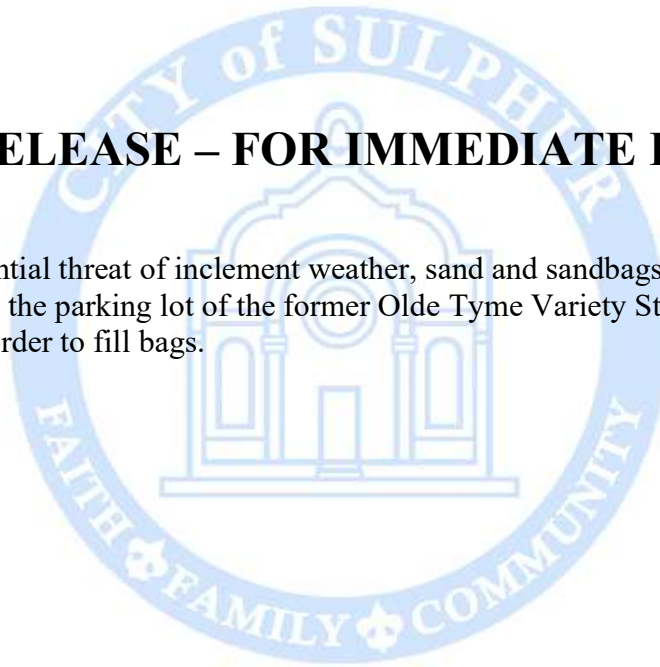 CITY of SULPHUR
ELEASE – FOR IMMEDIATE
ntial threat of inclement weather, sand and sandbags
the parking lot of the former Olde Tyme Variety St
rder to fill bags.
FAITH FAMILY COMMUNITY